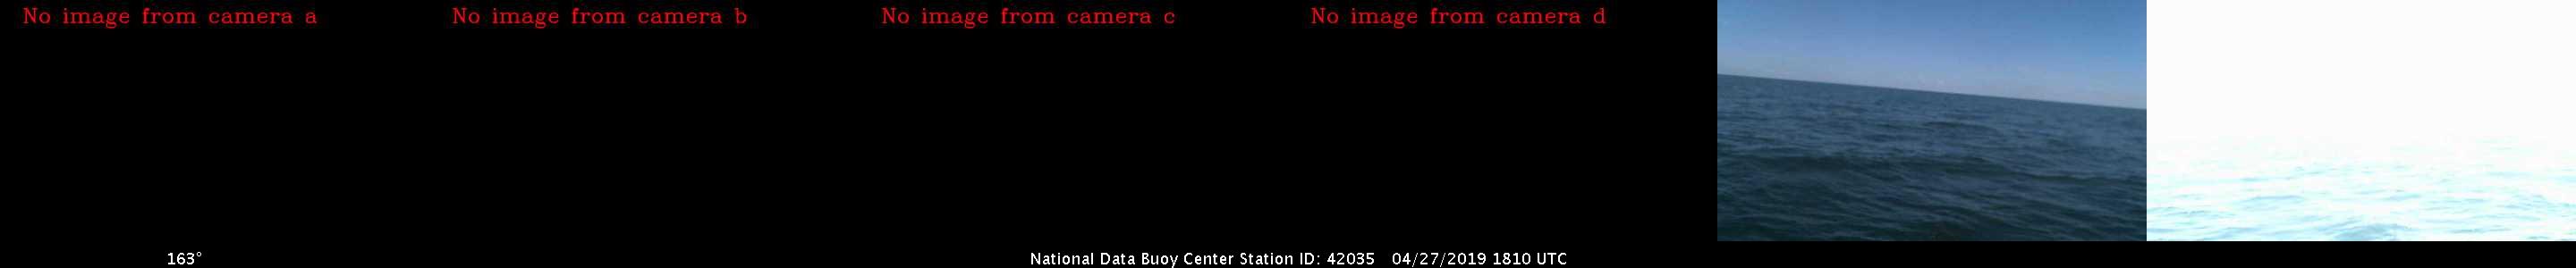 No image from camera a
No image from camera b
No image from camera c
No image from camera d
163°
National Data Buoy Center Station ID: 42035 04/27/2019 1810 UTC